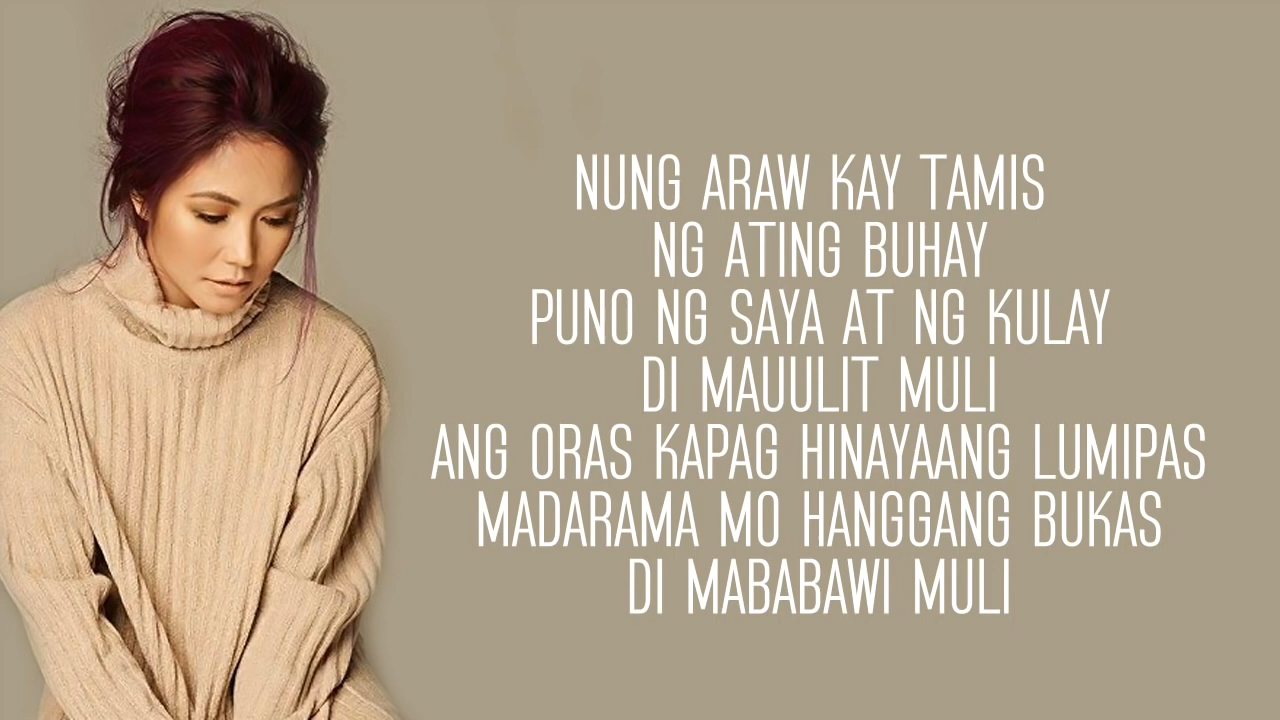 NUNG ARAW KAY TAMIS
NG ATING BUHAY
PUNO NG SAYA AT NG KULAY
DI MAUULIT MULI
ANG ORAS KAPAG HINAYAANG LUMIPAS
MADARAMA MO HANGGANG BUKAS
DI MABABAWI MULI